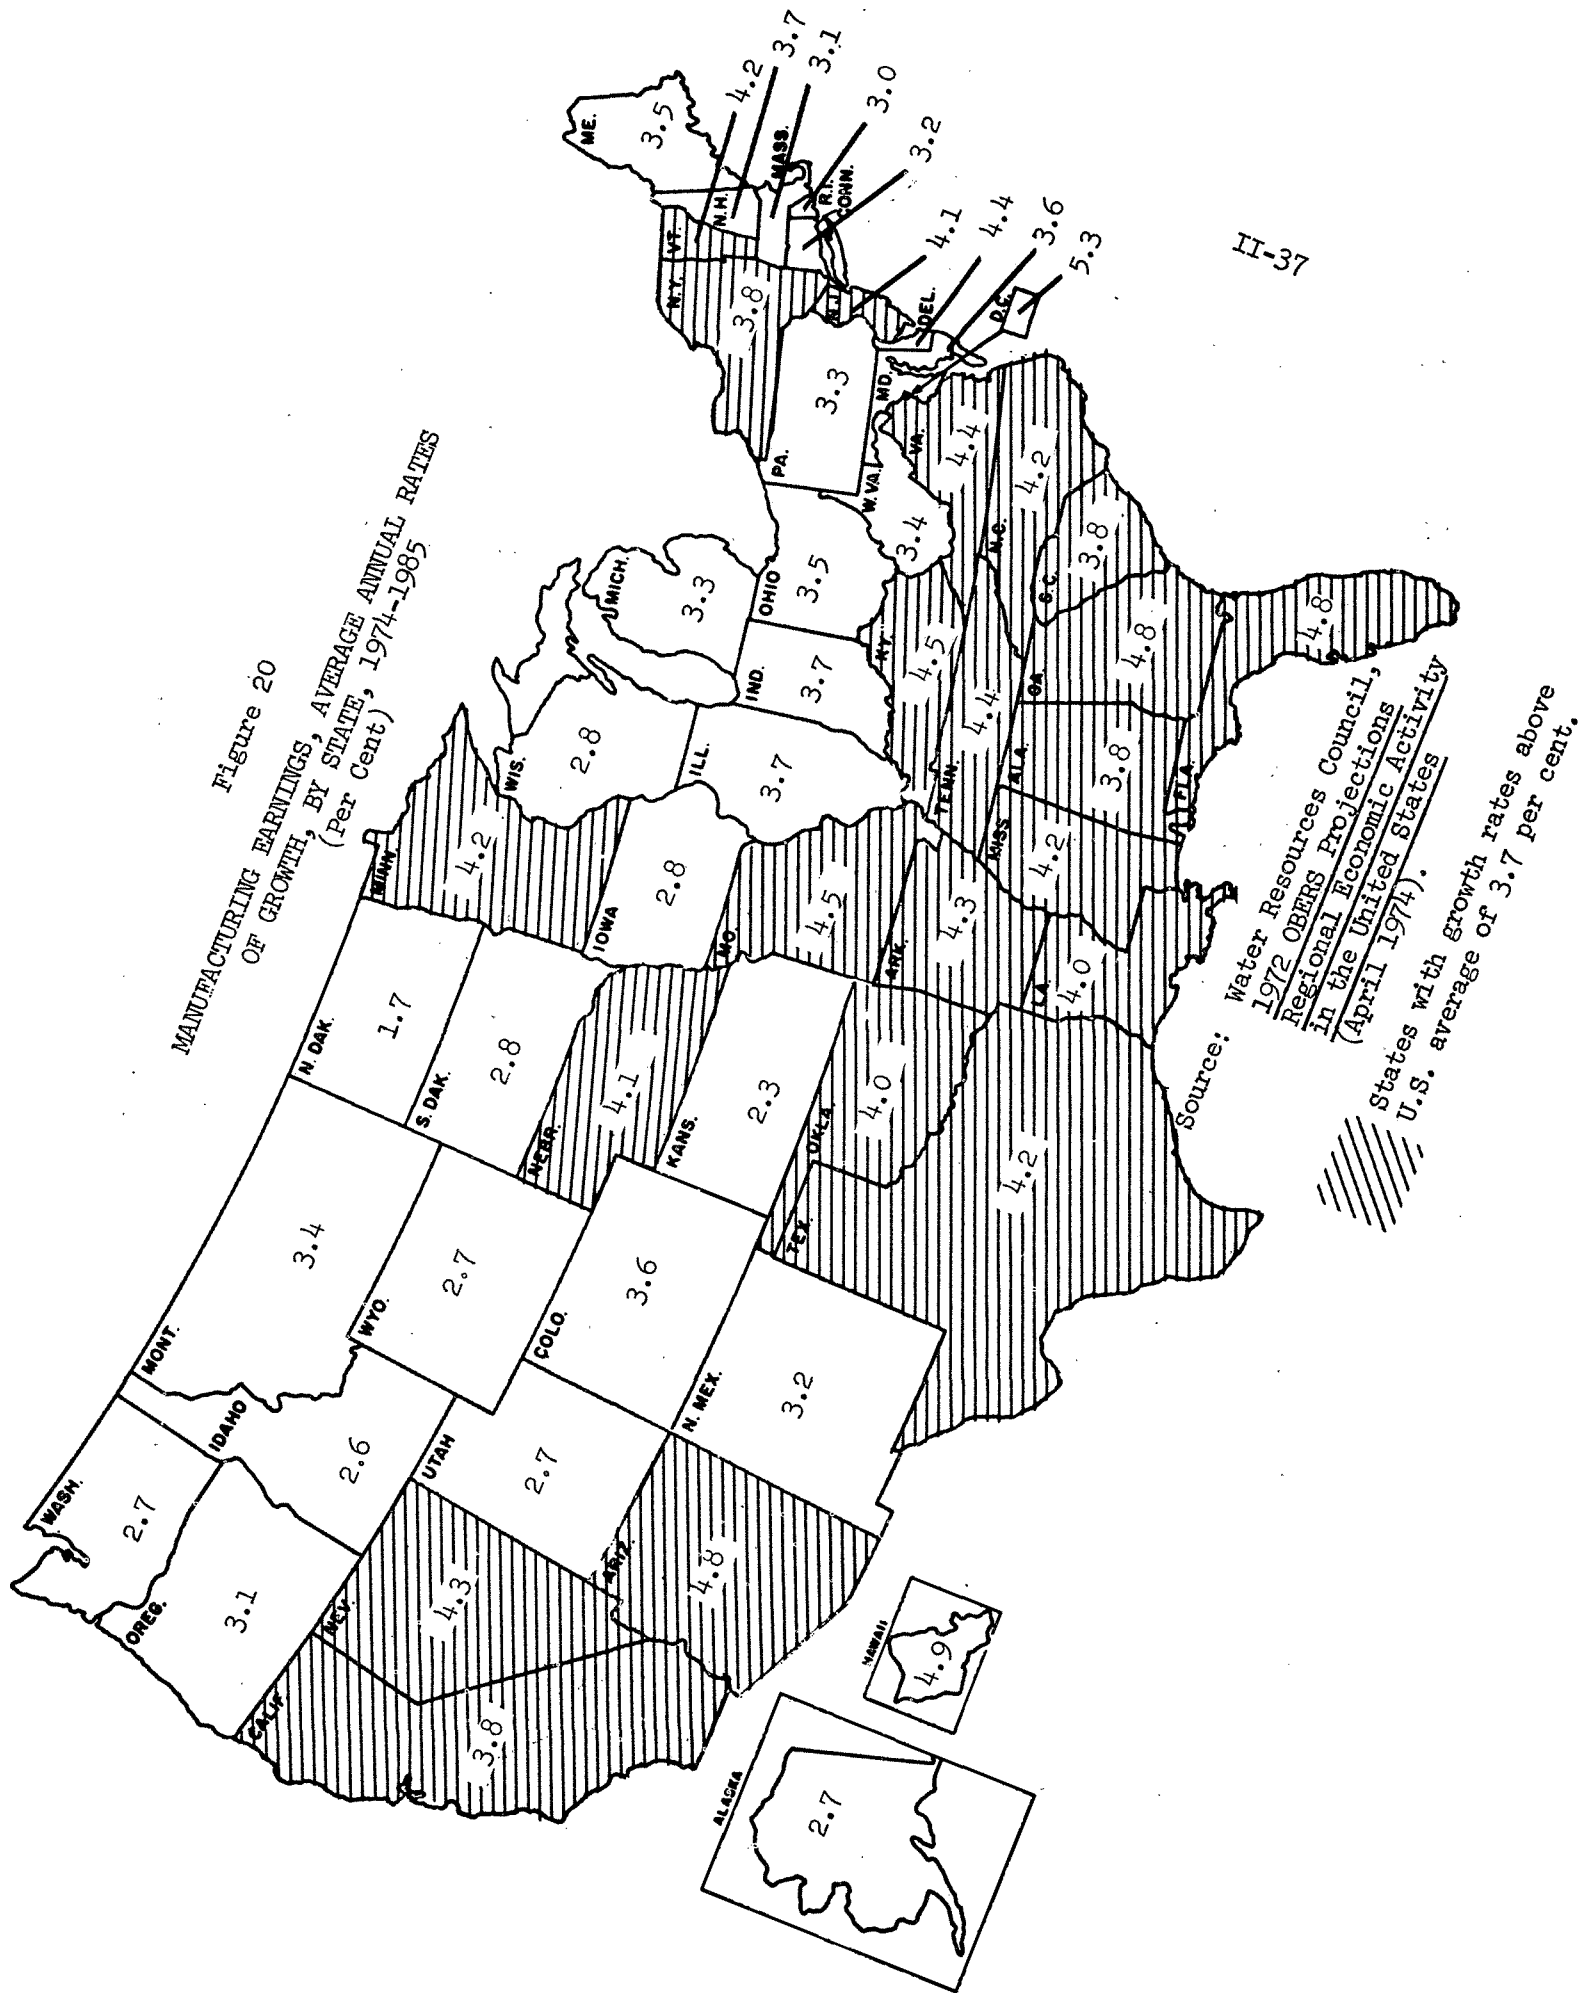 Figure 20
MANUFACTURING EARNINGS, AVERAGE ANNUAL RATES
OF GROWTH, BY STATE, 1974-1985
(Per Cent)
WASH.
2.7
OREG.
3.1
CALIF
3.8
NEV.
4.3
IDAHO
2.6
MONT.
3.4
WYO.
2.7
UTAH
2.7
ARIZ.
4.8
COLO.
3.6
N. MEX.
3.2
N. DAK.
1.7
S. DAK.
2.8
NEBR.
4.1
KANS.
2.3
OKLA.
4.0
TEX.
4.2
MINN.
4.2
IOWA
2.8
MO.
4.5
ARK.
4.3
LA.
4.0
WIS.
2.8
ILL.
3.7
MICH.
3.3
IND.
3.7
OHIO
3.5
KY.
4.5
TENN.
4.4
MISS
4.2
ALA.
3.8
GA.
4.8
FLA.
4.8
S.C.
3.8
N.C.
4.2
VA.
4.4
W.VA.
3.4
PA.
3.3
N.Y.
3.8
ME.
3.5
VT.
4.2
N.H.
3.7
MASS.
3.1
R.I.
3.0
CONN.
3.2
N.J.
4.1
DEL.
4.4
MD.
3.6
D.C.
5.3
ALASKA
2.7
HAWAII
4.9
Source: Water Resources Council,
1972 OBERS Projections
Regional Economic Activity
in the United States
(April 1974).
States with growth rates above
U.S. average of 3.7 per cent.
II-37